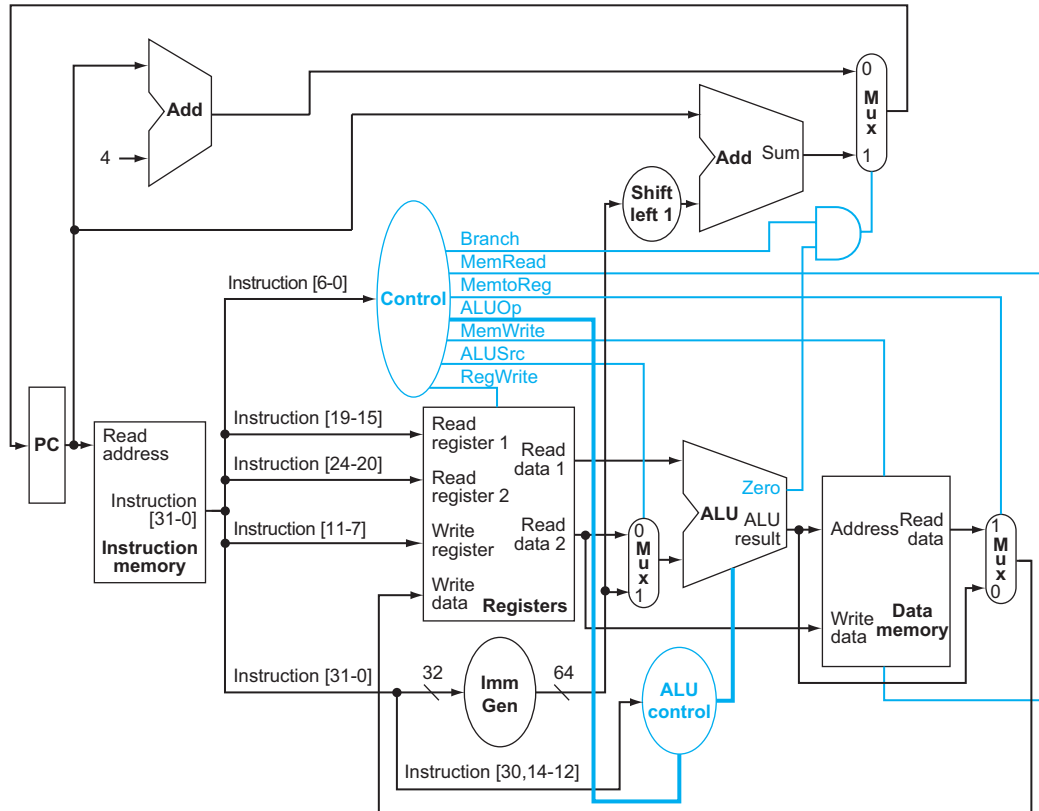 Add
4
0
Mux
1
Add Sum
Shift
left 1
Branch
MemRead
MemtoReg
ALUOp
MemWrite
ALUSrc
RegWrite
Instruction [6-0]
Control
PC
Read
address
Instruction
[31-0]
Instruction
memory
Instruction [19-15]
Instruction [24-20]
Instruction [11-7]
Instruction [31-0]
Read
register 1
Read
register 2
Write
register
Write
data
Read
data 1
Read
data 2
Registers
0
Mux
1
Zero
ALU
ALU
result
Address
Read
data
Write
data
Data
memory
1
Mux
0
32
Imm
Gen
64
ALU
control
Instruction [30,14-12]